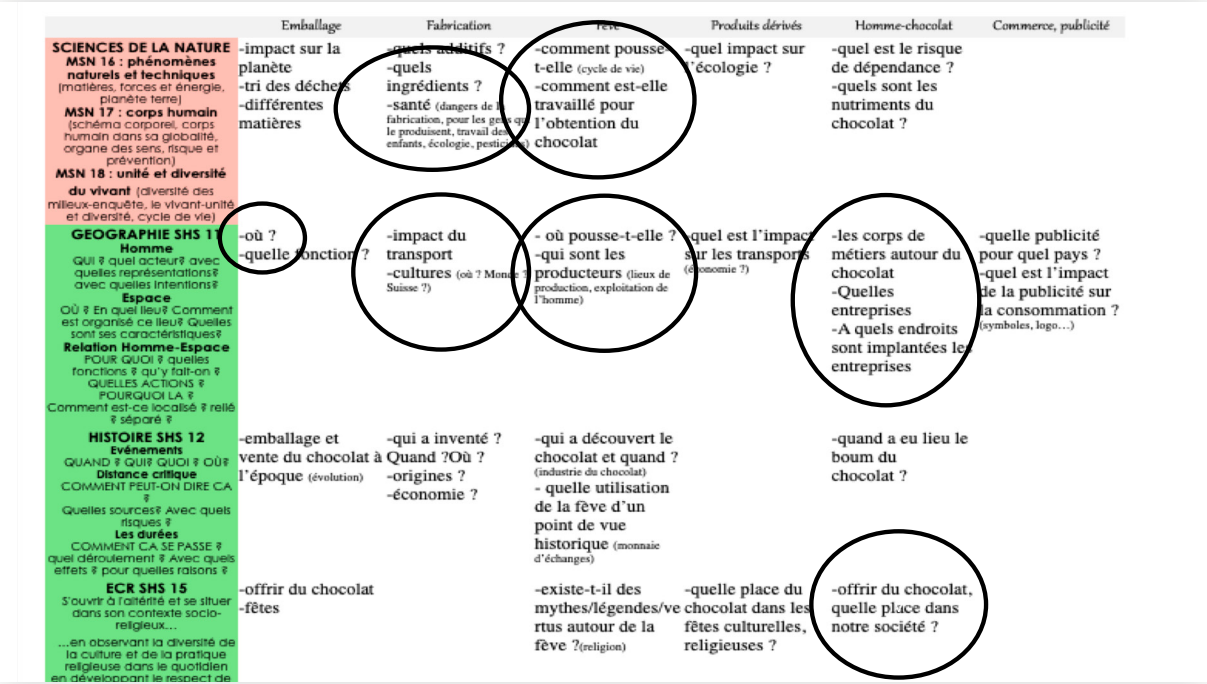 Emballage Fabrication Fève Produits dérivés Homme-chocolat Commerce, publicité
SCIENCES DE LA NATURE
MSN 16 : phénomènes
naturels et techniques
(matières, forces et énergie,
planète terre)
MSN 17 : corps humain
(schéma corporel, corps
humain dans sa globalité,
organe des sens, risque et
prévention)
MSN 18 : unité et diversité
du vivant (diversité des
milieux-enquête, le vivant-unité
et diversité, cycle de vie)
-impact sur la
planète
-tri des déchets
-différentes
matières
-quels additifs ?
-quels
ingrédients ?
-santé (dangers de la
fabrication, pour les gens qui
le produisent, travail des
enfants, écologie, pesticides)
-comment pousse-
t-elle (cycle de vie)
-comment est-elle
travaillé pour
l'obtention du
chocolat
-quel impact sur
l'écologie ?
-quel est le risque
de dépendance ?
-quels sont les
nutriments du
chocolat ?
GEOGRAPHIE SHS 11
Homme
QUI ? quel acteur? avec
quelles représentations?
avec quelles intentions?
Espace
OÙ ? En quel lieu? Comment
est organisé ce lieu? Quelles
sont ses caractéristiques?
Relation Homme-Espace
POUR QUOI ? quelles
fonctions ? qu'y fait-on ?
QUELLES ACTIONS ?
POURQUOI LA ?
Comment est-ce localisé ? relié
? séparé ?
-où ?
-quelle fonction ?
-impact du
transport
-cultures (où ? Monde ?
Suisse ?)
- où pousse-t-elle ?
-qui sont les
producteurs (lieux de
production, exploitation de
l'homme)
-quel est l'impact
sur les transports
(économie ?)
-les corps de
métiers autour du
chocolat
-Quelles
entreprises
-A quels endroits
sont implantées les
entreprises
-quelle publicité
pour quel pays ?
-quel est l'impact
de la publicité sur
la consommation ?
(symboles, logo...)
HISTOIRE SHS 12
Evénements
QUAND ? QUI? QUOI ? OÙ?
Distance critique
COMMENT PEUT-ON DIRE CA
?
Quelles sources? Avec quels
risques ?
Les durées
COMMENT CA SE PASSE ?
quel déroulement ? Avec quels
effets ? pour quelles raisons ?
-emballage et
vente du chocolat à
l'époque (évolution)
-qui a inventé ?
Quand ?Où ?
-origines ?
-économie ?
-qui a découvert le
chocolat et quand ?
(industrie du chocolat)
- quelle utilisation
de la fève d'un
point de vue
historique (monnaie
d'échanges)
-quand a eu lieu le
boum du
chocolat ?
ECR SHS 15
S'ouvrir à l'altérité et se situer
dans son contexte socio-
religieux...
...en observant la diversité de
la culture et de la pratique
religieuse dans le quotidien
en développant le respect de
-offrir du chocolat
-fêtes
-existe-t-il des
mythes/légendes/ve
rtus autour de la
fève ?(religion)
-quelle place du
chocolat dans les
fêtes culturelles,
religieuses ?
-offrir du chocolat,
quelle place dans
notre société ?